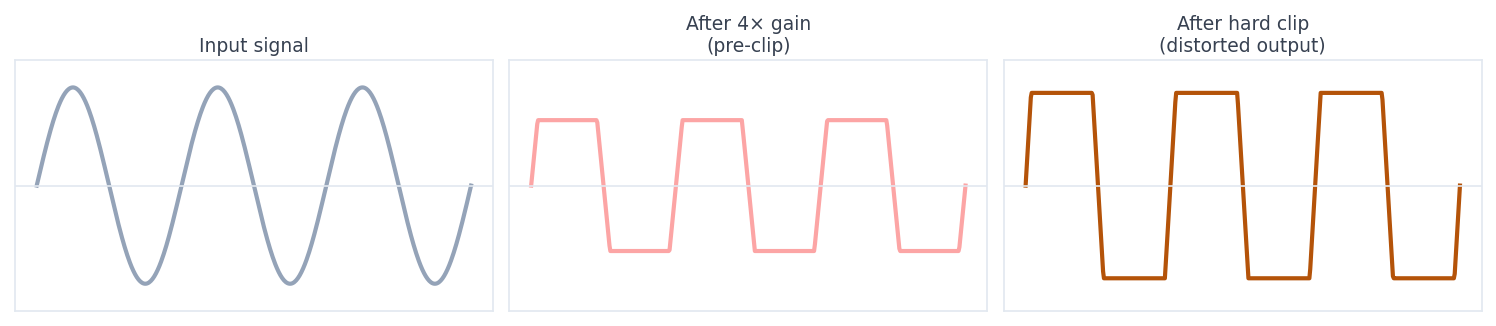 Input signal
After 4× gain
(pre-clip)
After hard clip
(distorted output)